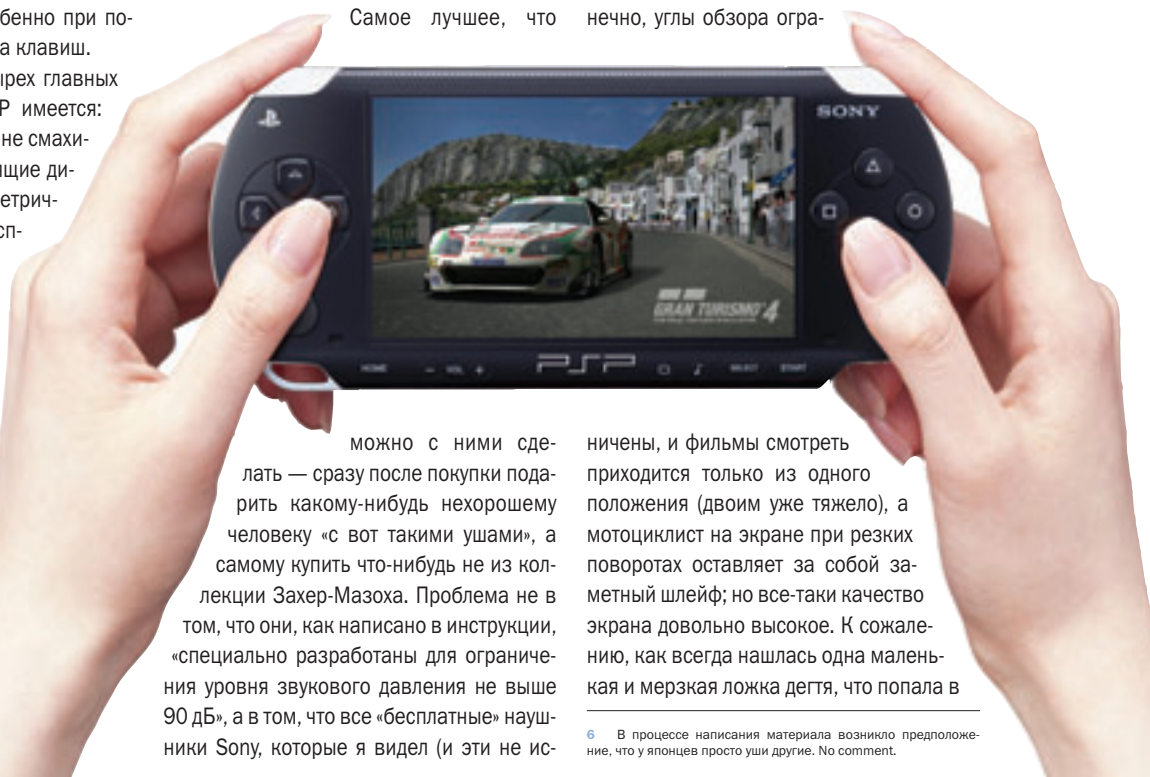 бенно при по-
а клавиш.
ырех главных
Р имеется:
не смахи-
щие ди-
етрич-
сп-
Самое лучшее, что
можно с ними сде-
лать — сразу после покупки пода-
рить какому-нибудь нехорошему
человеку «с вот такими ушами», а
самому купить что-нибудь не из кол-
лекции Захер-Мазоха. Проблема не в
том, что они, как написано в инструкции,
«специально разработаны для ограниче-
ния уровня звукового давления не выше
90 дБ», а в том, что все «бесплатные» науш-
ники Sony, которые я видел (и эти не ис-
нечно, углы обзора огра-
ничены, и фильмы смотреть
приходится только из одного
положения (двоим уже тяжело), а
мотоциклист на экране при резких
поворотах оставляет за собой за-
метный шлейф; но все-таки качество
экрана довольно высокое. К сожале-
нию, как всегда нашлась одна малень-
кая и мерзкая ложка дегтя, что попала в
6 В процессе написания материала возникло предположе-
ние, что у японцев просто уши другие. No comment.
SONY
GRAN TURISMO 4
HOME − VOL + PSP SELECT START